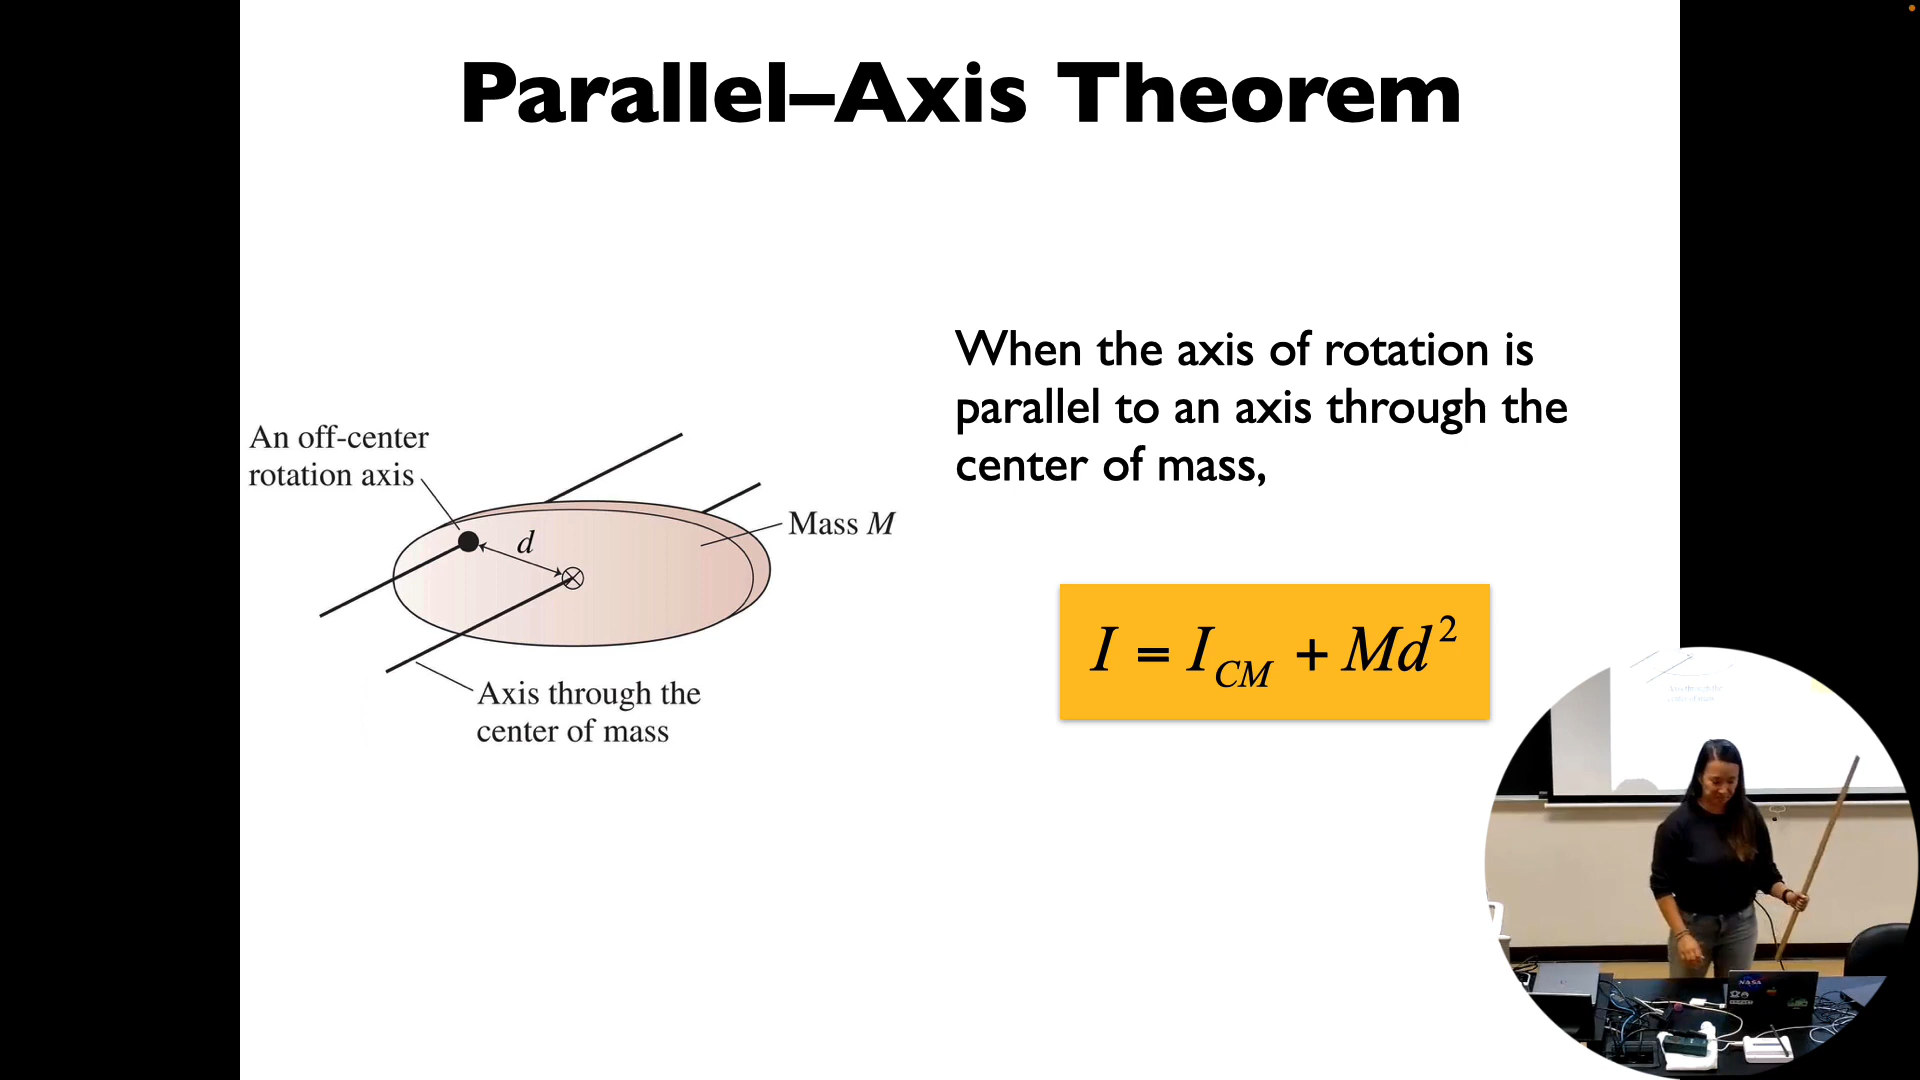 Parallel–Axis Theorem
When the axis of rotation is
parallel to an axis through the
center of mass,
An off-center
rotation axis
d
Mass M
Axis through the
center of mass
I = I_CM + Md²
NASA